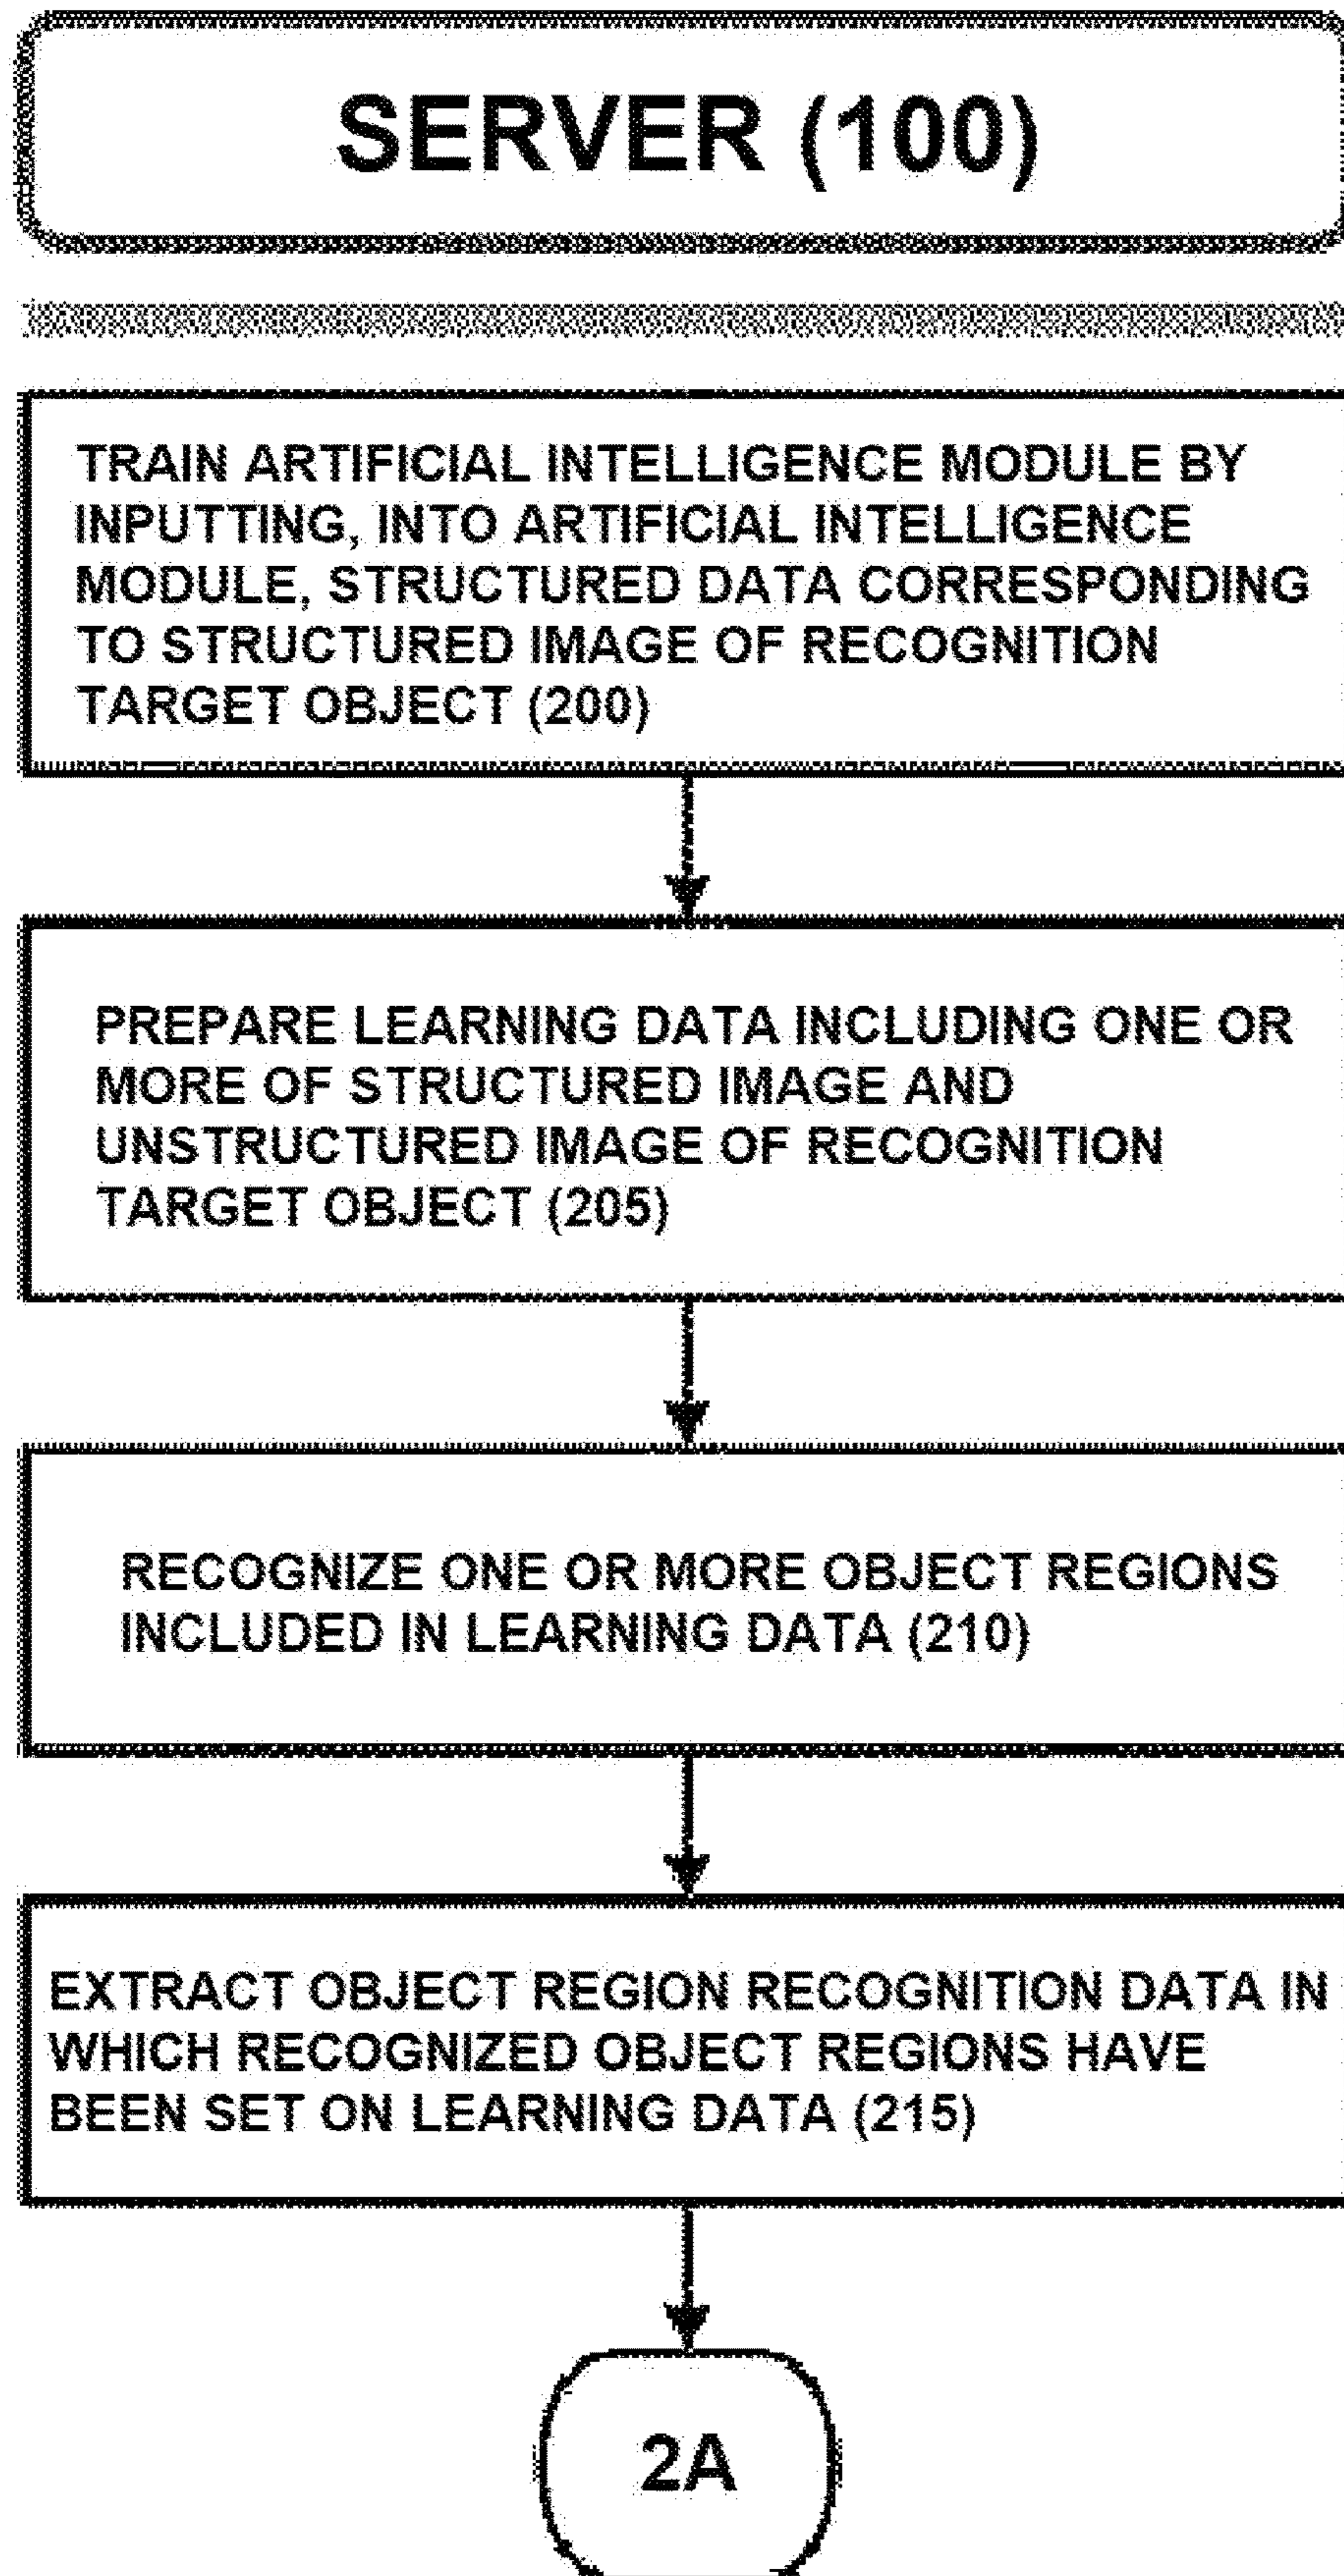 SERVER (100)
TRAIN ARTIFICIAL INTELLIGENCE MODULE BY
INPUTTING, INTO ARTIFICIAL INTELLIGENCE
MODULE, STRUCTURED DATA CORRESPONDING
TO STRUCTURED IMAGE OF RECOGNITION
TARGET OBJECT (200)
PREPARE LEARNING DATA INCLUDING ONE OR
MORE OF STRUCTURED IMAGE AND
UNSTRUCTURED IMAGE OF RECOGNITION
TARGET OBJECT (205)
RECOGNIZE ONE OR MORE OBJECT REGIONS
INCLUDED IN LEARNING DATA (210)
EXTRACT OBJECT REGION RECOGNITION DATA IN
WHICH RECOGNIZED OBJECT REGIONS HAVE
BEEN SET ON LEARNING DATA (215)
2A